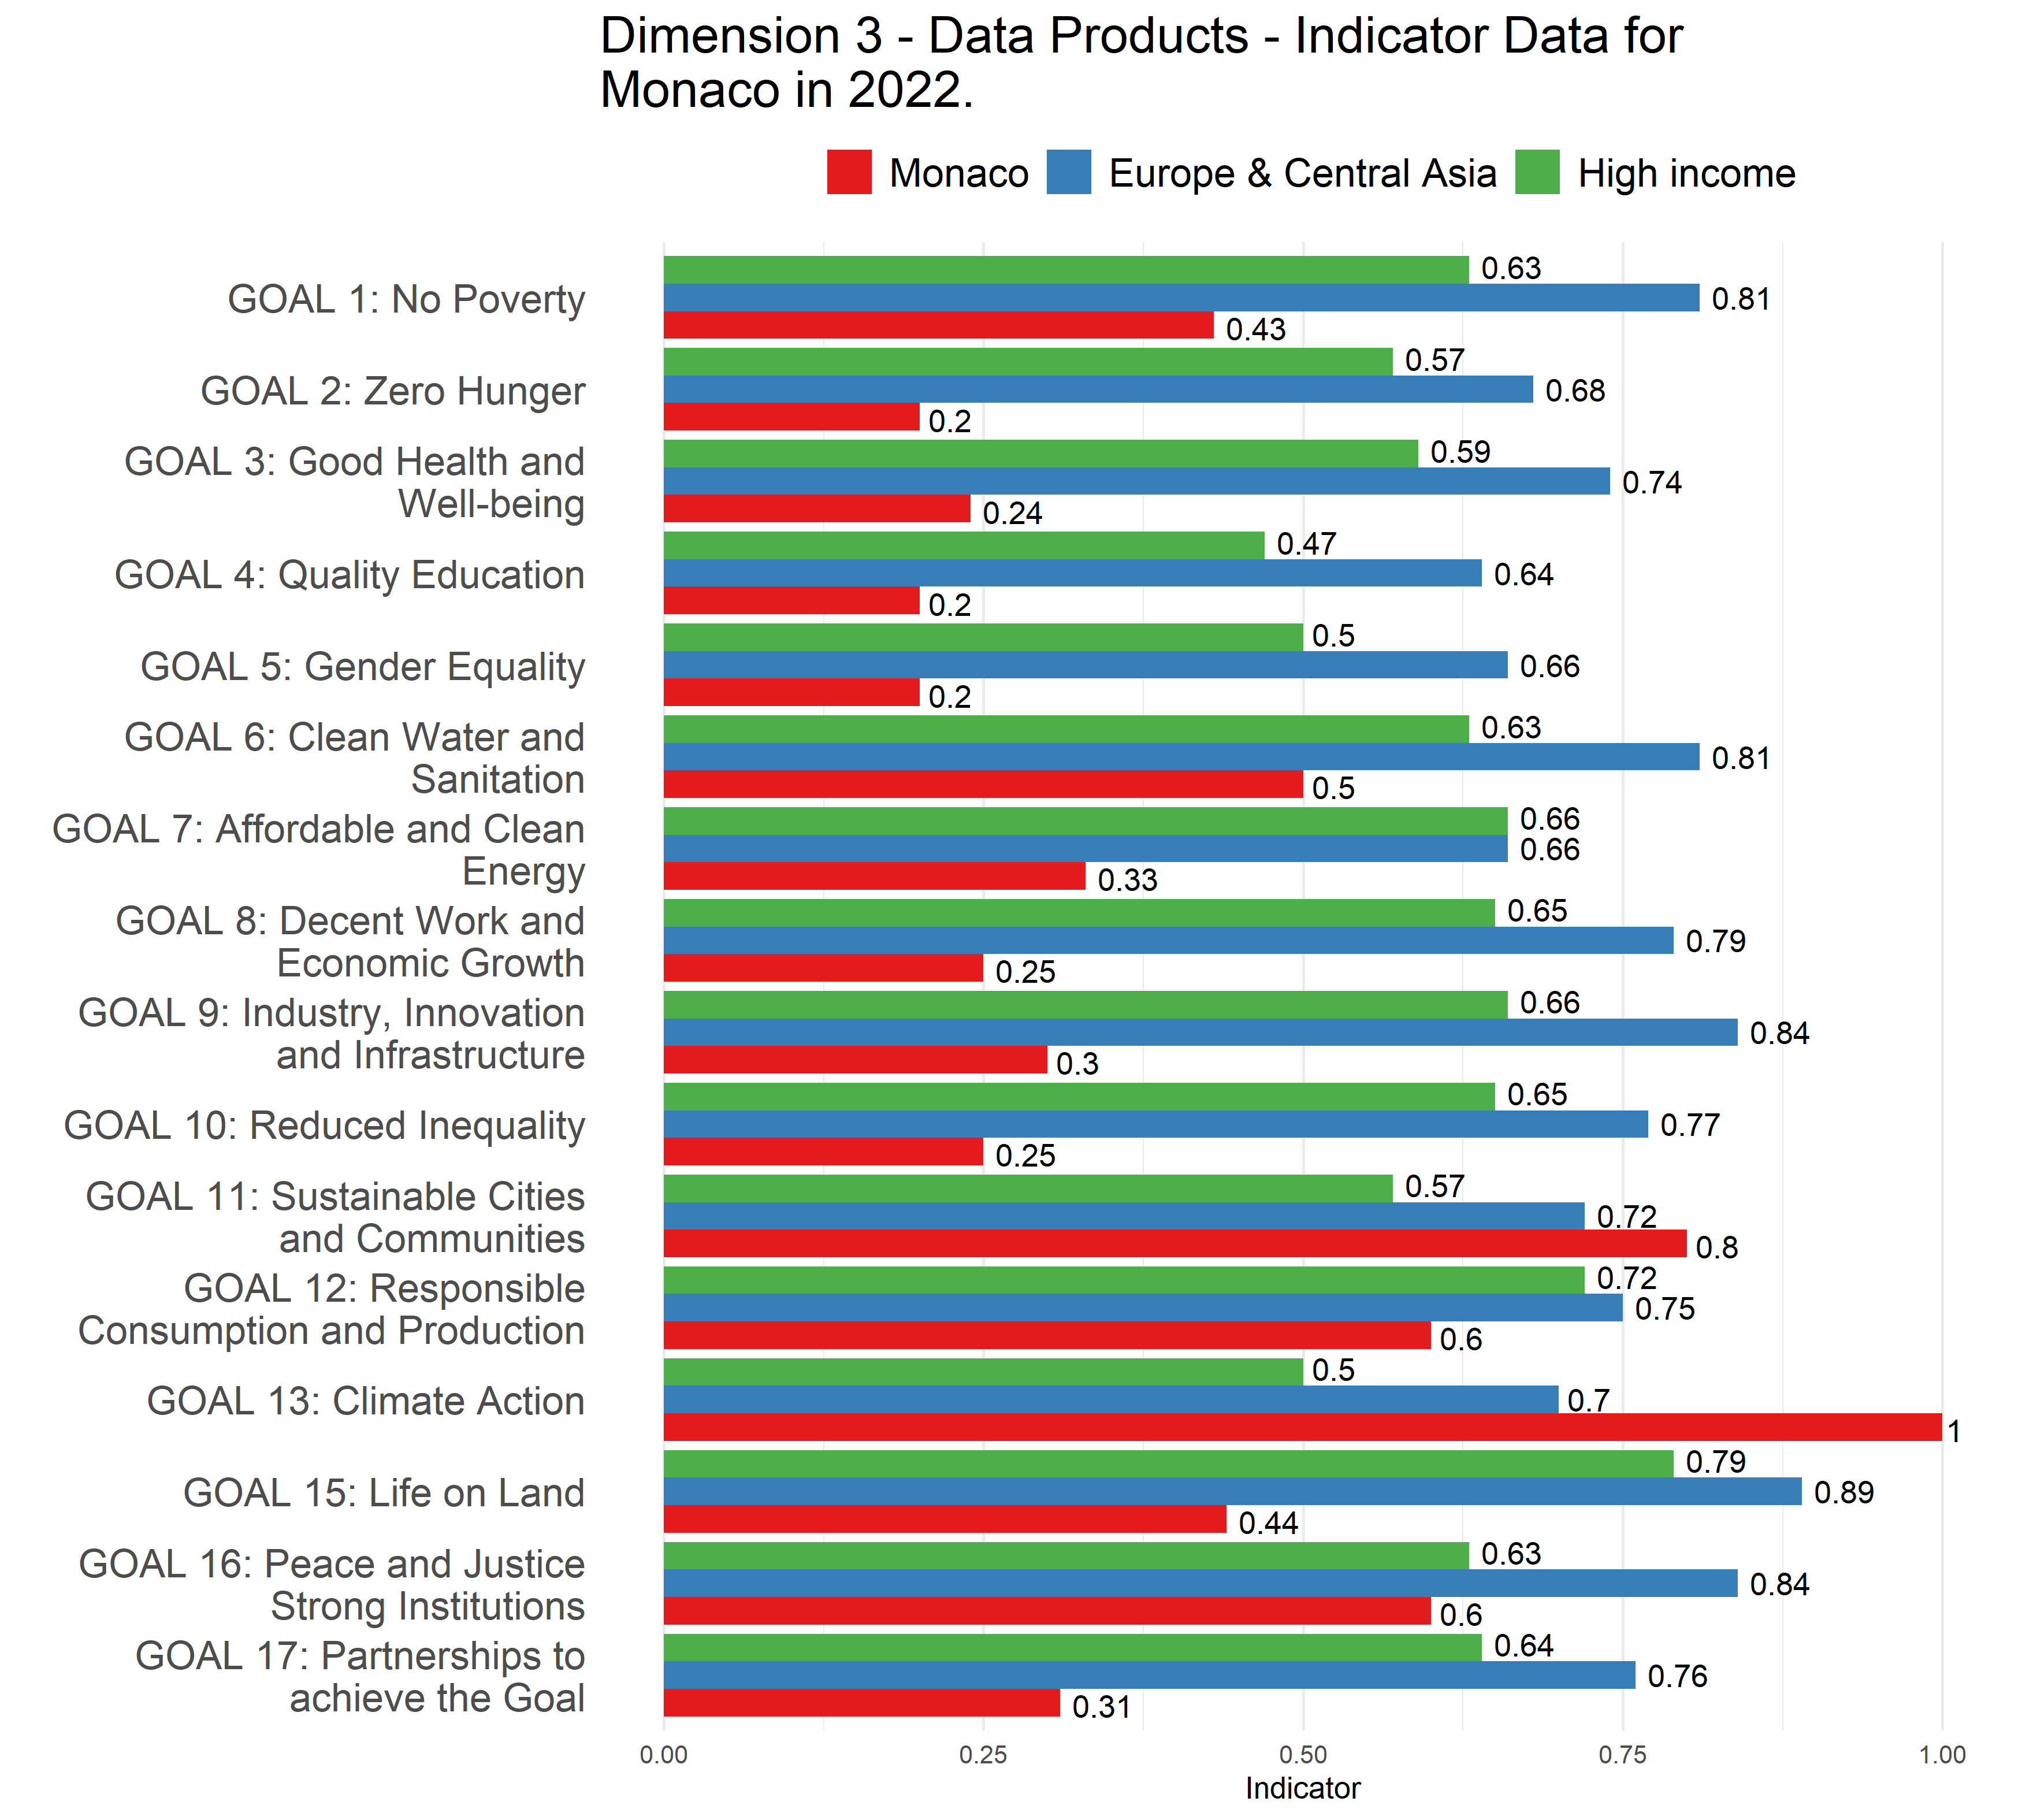 Dimension 3 - Data Products - Indicator Data for
Monaco in 2022.
Monaco
Europe & Central Asia
High income
GOAL 1: No Poverty
0.63
0.81
0.43
GOAL 2: Zero Hunger
0.57
0.68
0.2
GOAL 3: Good Health and
Well-being
0.59
0.74
0.24
GOAL 4: Quality Education
0.47
0.64
0.2
GOAL 5: Gender Equality
0.5
0.66
0.2
GOAL 6: Clean Water and
Sanitation
0.63
0.81
0.5
GOAL 7: Affordable and Clean
Energy
0.66
0.66
0.33
GOAL 8: Decent Work and
Economic Growth
0.65
0.79
0.25
GOAL 9: Industry, Innovation
and Infrastructure
0.66
0.84
0.3
GOAL 10: Reduced Inequality
0.65
0.77
0.25
GOAL 11: Sustainable Cities
and Communities
0.57
0.72
0.8
GOAL 12: Responsible
Consumption and Production
0.72
0.75
0.6
GOAL 13: Climate Action
0.5
0.7
1
GOAL 15: Life on Land
0.79
0.89
0.44
GOAL 16: Peace and Justice
Strong Institutions
0.63
0.84
0.6
GOAL 17: Partnerships to
achieve the Goal
0.64
0.76
0.31
0.00 0.25 0.50 0.75 1.00
Indicator